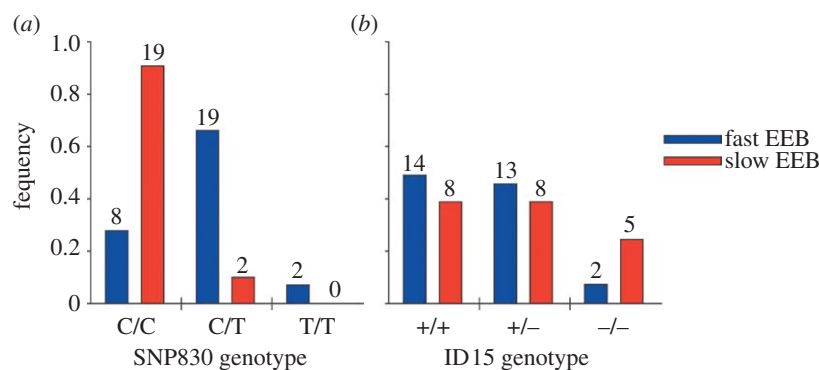 (a)
(b)
fequency
1.0
0.8
0.6
0.4
0.2
0
8
19
19
2
2
0
C/C
C/T
T/T
SNP830 genotype
14
8
13
8
2
5
+/+
+/–
–/–
ID15 genotype
fast EEB
slow EEB